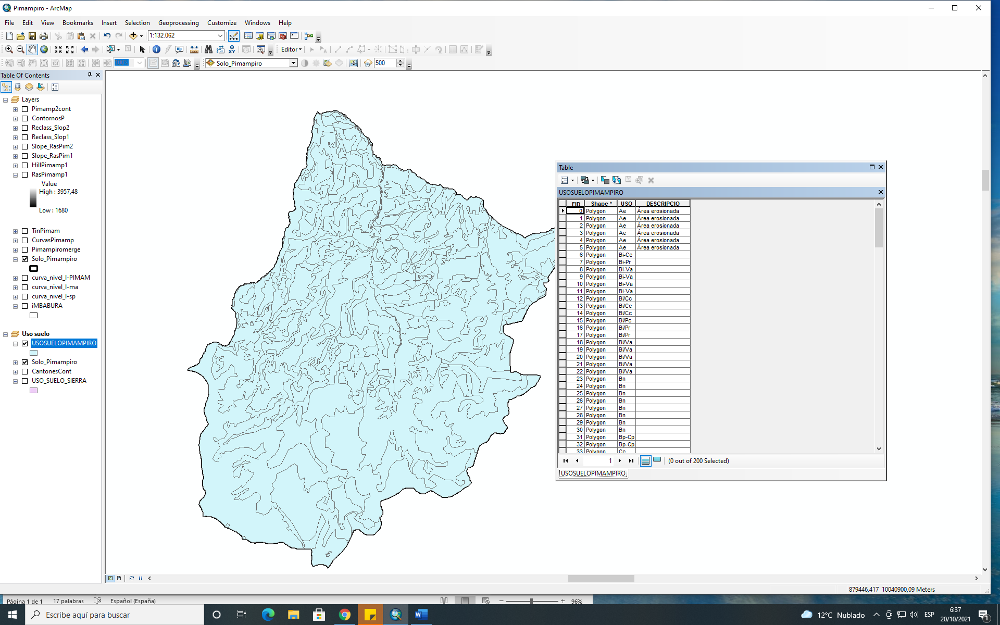 Pimampiro - ArcMap
File Edit View Bookmarks Insert Selection Geoprocessing Customize Windows Help
1:132.062
Editor
100%
Solo_Pimampiro
500
Table Of Contents
Layers
Pimamp2cont
ContornosP
Reclass_Slop2
Reclass_Slop1
Slope_RasPim2
Slope_RasPim1
HillPimamp1
RasPimamp1
Value
High : 3957,48
Low : 1680
TinPimam
CurvasPimamp
Pimampiromerge
Solo_Pimampiro
curva_nivel_l-PIMAM
curva_nivel_l-ma
curva_nivel_l-sp
iMBABURA
Uso suelo
USOSUELOPIMAMPIRO
Solo_Pimampiro
CantonesCont
USO_SUELO_SIERRA
Table
USOSUELOPIMAMPIRO
FID Shape * USO DESCRIPCIO
0 Polygon Ae Área erosionada
1 Polygon Ae Área erosionada
2 Polygon Ae Área erosionada
3 Polygon Ae Área erosionada
4 Polygon Ae Área erosionada
5 Polygon Ae Área erosionada
6 Polygon Bi-Cc
7 Polygon Bi-Pr
8 Polygon Bi-Va
9 Polygon Bi-Va
10 Polygon Bi-Va
11 Polygon Bi-Va
12 Polygon Bi/Cc
13 Polygon Bi/Cc
14 Polygon Bi/Cc
15 Polygon Bi/Pc
16 Polygon Bi/Pr
17 Polygon Bi/Pr
18 Polygon Bi/Va
19 Polygon Bi/Va
20 Polygon Bi/Va
21 Polygon Bi/Va
22 Polygon Bi/Va
23 Polygon Bn
24 Polygon Bn
25 Polygon Bn
26 Polygon Bn
27 Polygon Bn
28 Polygon Bn
29 Polygon Bn
30 Polygon Bn
31 Polygon Bp-Cp
32 Polygon Bp-Cp
33 Polygon Cc
1 (0 out of 200 Selected)
USOSUELOPIMAMPIRO
879446,417 10040900,09 Meters
Página 1 de 1 17 palabras Español (España) 96%
Escribe aquí para buscar
12°C Nublado ESP
6:37
20/10/2021
1